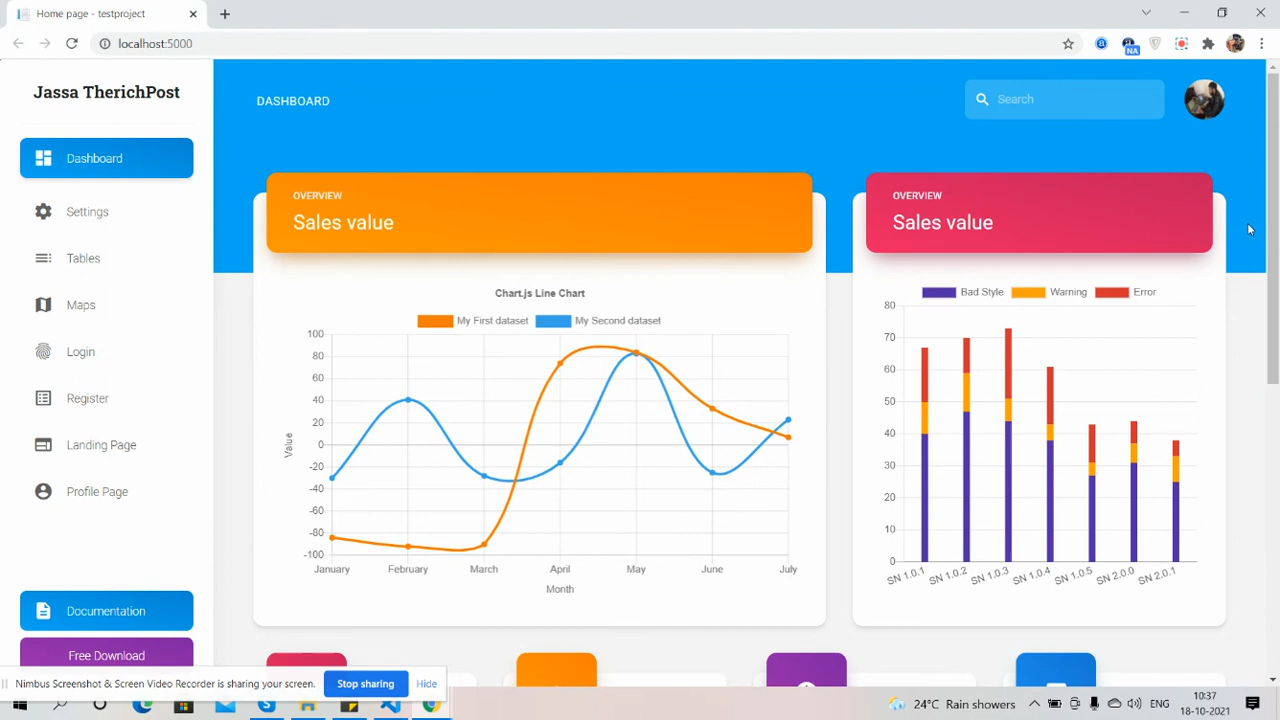 Home page - testproject
localhost:5000
NA
Jassa TherichPost
Dashboard
Settings
Tables
Maps
Login
Register
Landing Page
Profile Page
Documentation
Free Download
DASHBOARD
Search
OVERVIEW
Sales value
Chart.js Line Chart
My First dataset
My Second dataset
100
80
60
40
20
0
-20
-40
-60
-80
-100
Value
January
February
March
April
May
June
July
Month
OVERVIEW
Sales value
Bad Style
Warning
Error
80
70
60
50
40
30
20
10
0
SN 1.0.1
SN 1.0.2
SN 1.0.3
SN 1.0.4
SN 1.0.5
SN 2.0.0
SN 2.0.1
Nimbus Screenshot & Screen Video Recorder is sharing your screen.
Stop sharing
Hide
24°C Rain showers
10:37
18-10-2021